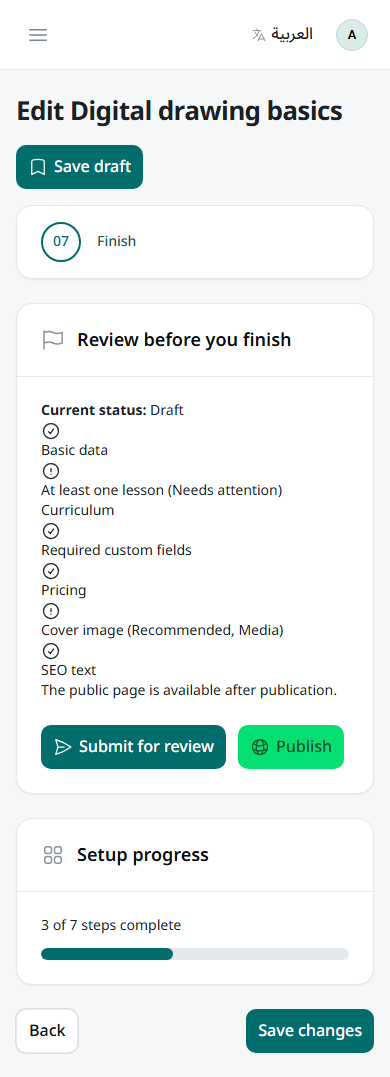 العربية
A
Edit Digital drawing basics
Save draft
07
Finish
Review before you finish
Current status: Draft
Basic data
At least one lesson (Needs attention)
Curriculum
Required custom fields
Pricing
Cover image (Recommended, Media)
SEO text
The public page is available after publication.
Submit for review
Publish
Setup progress
3 of 7 steps complete
Back
Save changes